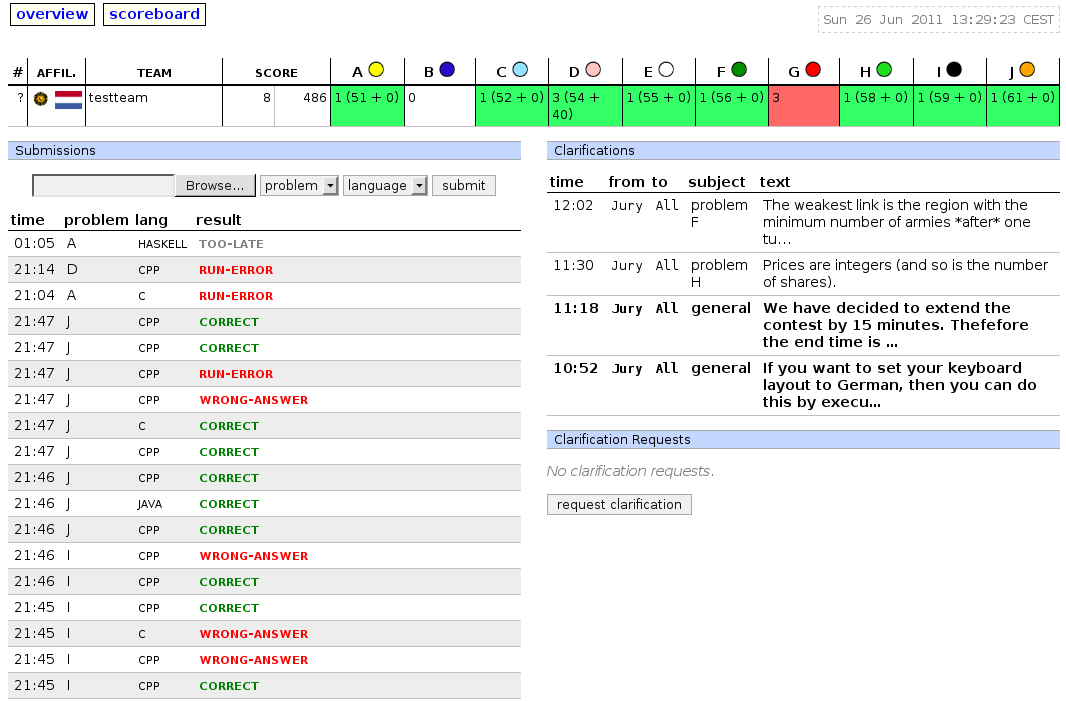 overview scoreboard
Sun 26 Jun 2011 13:29:23 CEST
# AFFIL. TEAM SCORE A B C D E F G H I J
? testteam 8 486 1 (51 + 0) 0 1 (52 + 0) 3 (54 + 1 (55 + 0) 1 (56 + 0) 3 1 (58 + 0) 1 (59 + 0) 1 (61 + 0)
40)
Submissions
Browse... problem language submit
time problem lang result
01:05 A HASKELL TOO-LATE
21:14 D CPP RUN-ERROR
21:04 A C RUN-ERROR
21:47 J CPP CORRECT
21:47 J CPP CORRECT
21:47 J CPP RUN-ERROR
21:47 J CPP WRONG-ANSWER
21:47 J C CORRECT
21:47 J CPP CORRECT
21:46 J CPP CORRECT
21:46 J JAVA CORRECT
21:46 J CPP CORRECT
21:46 I CPP WRONG-ANSWER
21:46 I CPP CORRECT
21:45 I CPP CORRECT
21:45 I C WRONG-ANSWER
21:45 I CPP WRONG-ANSWER
21:45 I CPP CORRECT
Clarifications
time from to subject text
12:02 Jury All problem The weakest link is the region with the
F minimum number of armies *after* one
tu...
11:30 Jury All problem Prices are integers (and so is the number
H of shares).
11:18 Jury All general We have decided to extend the
contest by 15 minutes. Thefefore
the end time is ...
10:52 Jury All general If you want to set your keyboard
layout to German, then you can do
this by execu...
Clarification Requests
No clarification requests.
request clarification